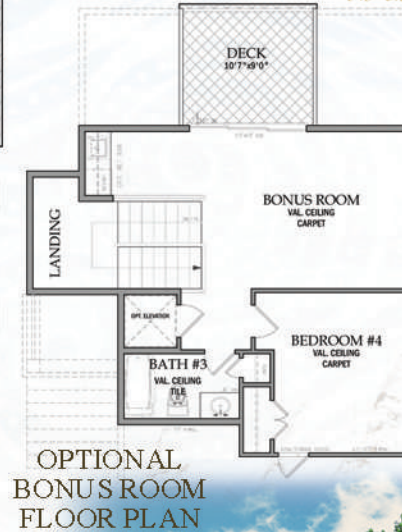 DECK
10'7"x9'0"
BONUS ROOM
VAL. CEILING
CARPET
LANDING
OPT. ELEVATOR
BATH #3
VAL. CEILING
TILE
BEDROOM #4
VAL. CEILING
CARPET
OPTIONAL
BONUS ROOM
FLOOR PLAN